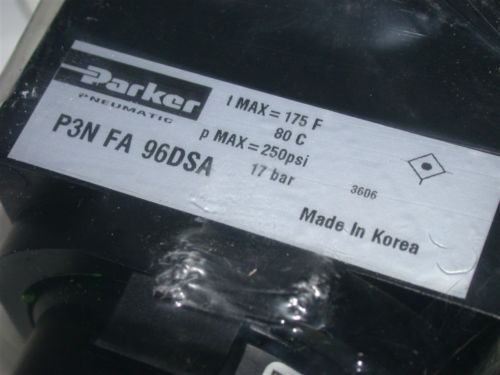 Parker
PNEUMATIC
t MAX = 175 F
80 C
P3N FA 96DSA
p MAX = 250psi
17 bar
3606
Made In Korea